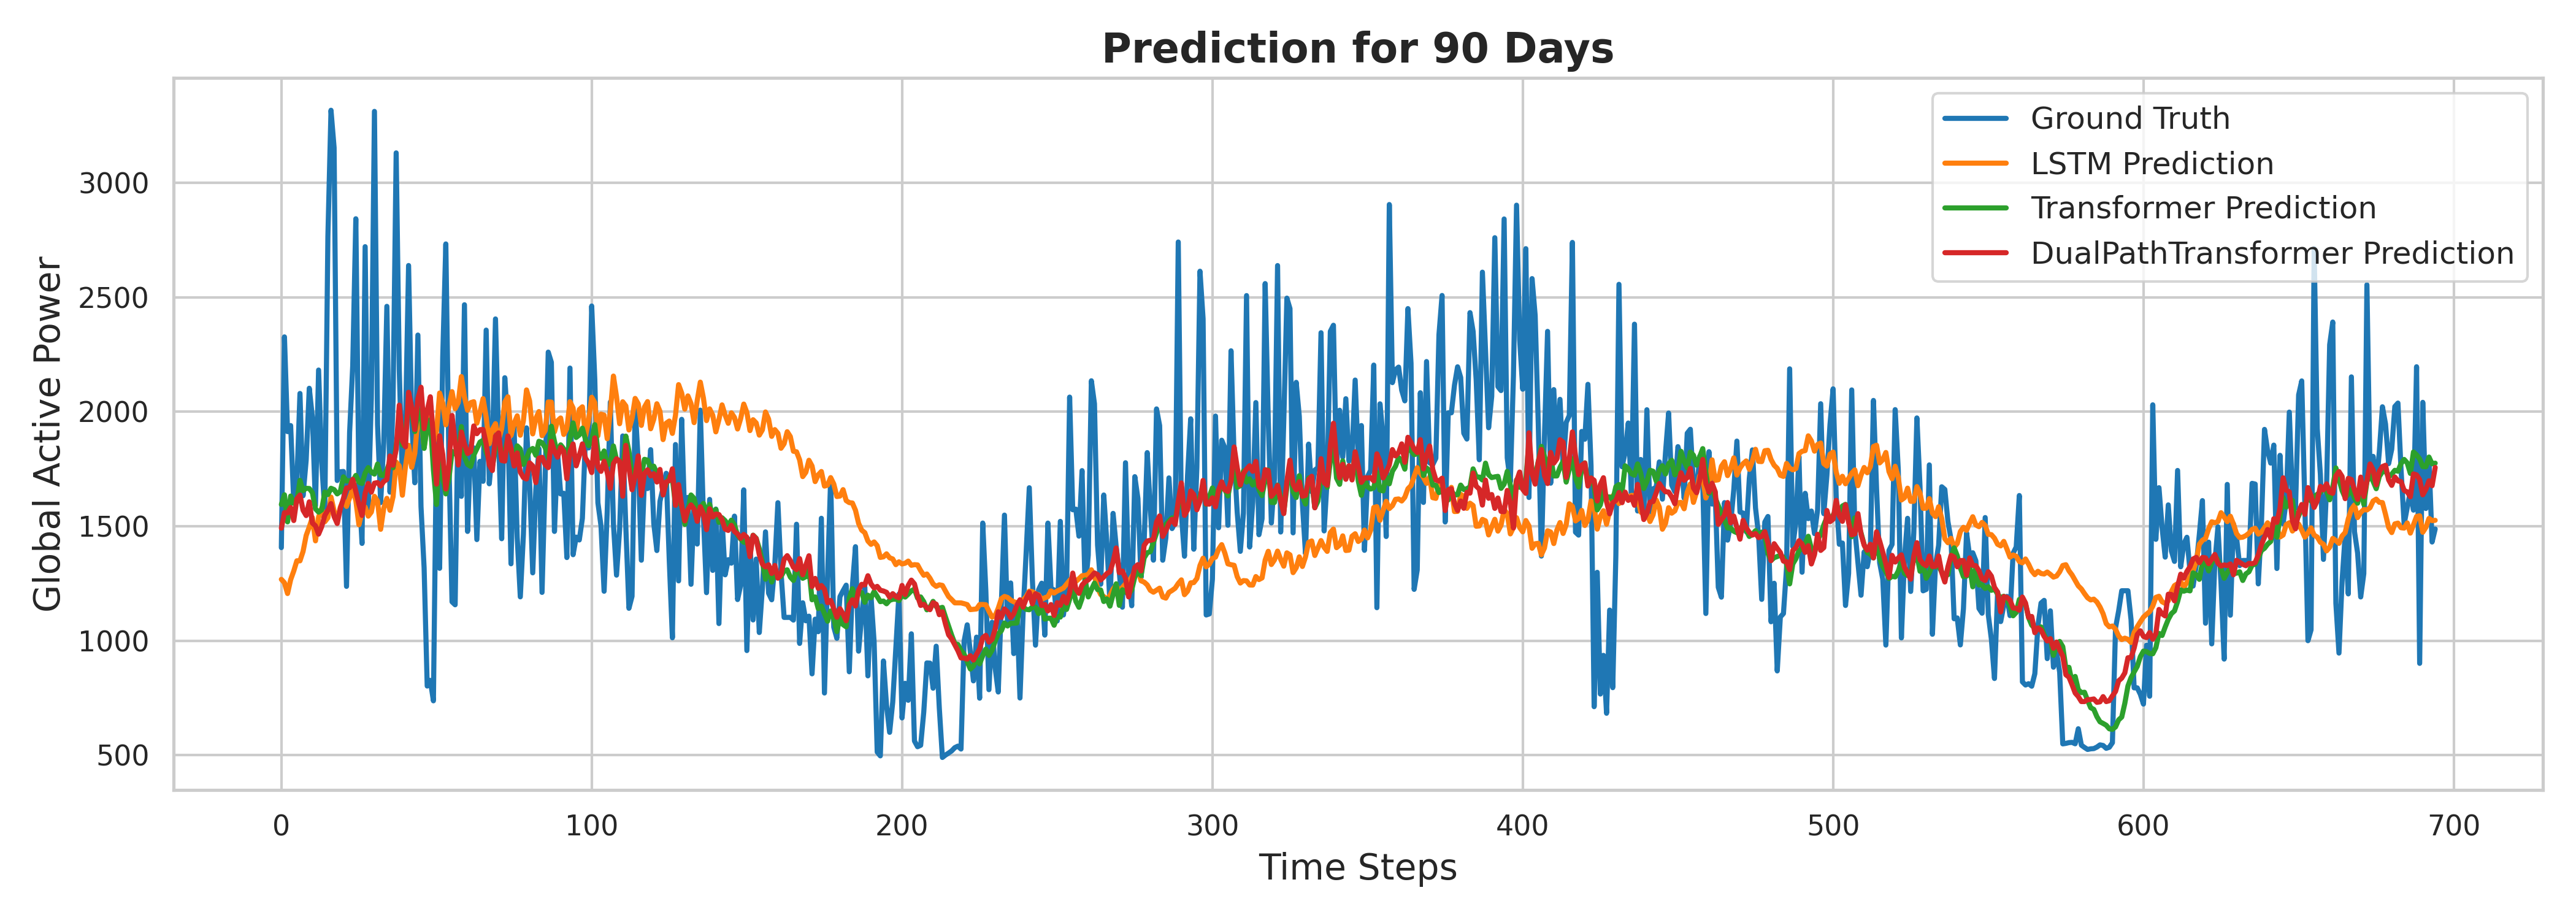 Prediction for 90 Days
Global Active Power
3000
2500
2000
1500
1000
500
Ground Truth
LSTM Prediction
Transformer Prediction
DualPathTransformer Prediction
0 100 200 300 400 500 600 700
Time Steps